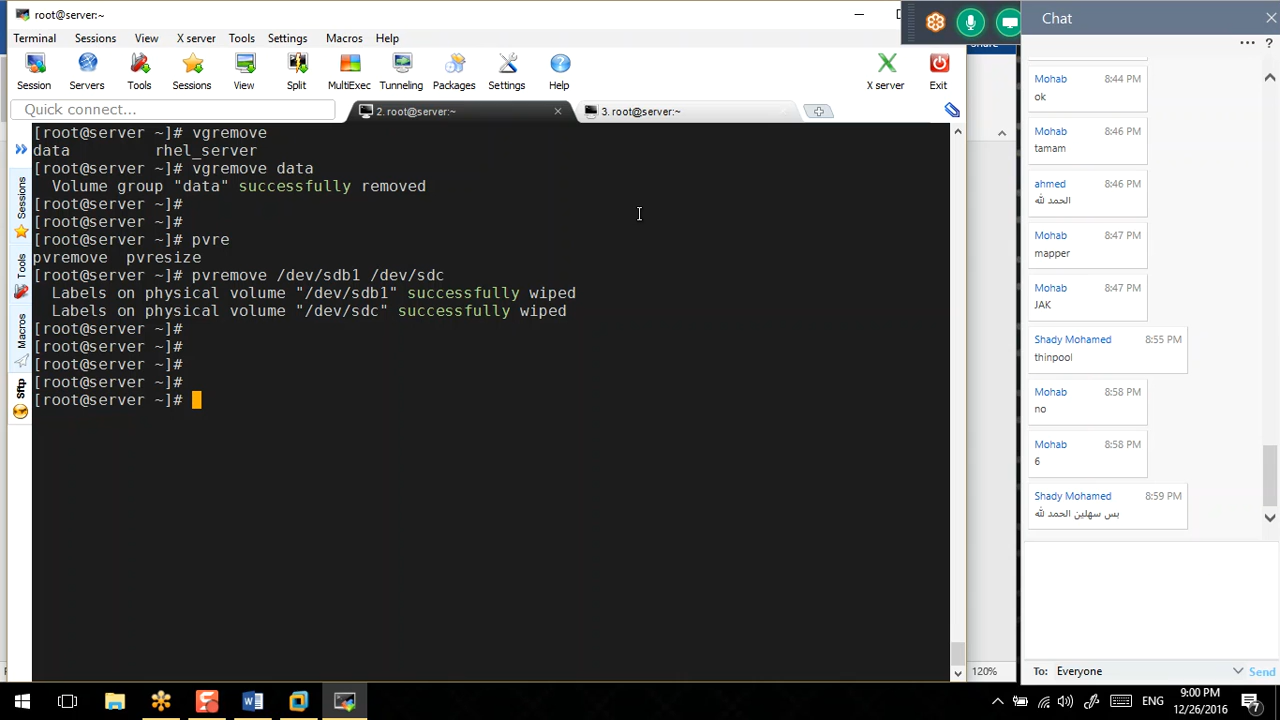 root@server:~
Terminal Sessions View X server Tools Settings Macros Help
Session Servers Tools Sessions View Split MultiExec Tunneling Packages Settings Help X server Exit
Quick connect...
2. root@server:~
3. root@server:~
[root@server ~]# vgremove
data rhel_server
[root@server ~]# vgremove data
Volume group "data" successfully removed
[root@server ~]#
[root@server ~]#
[root@server ~]# pvre
pvremove pvresize
[root@server ~]# pvremove /dev/sdb1 /dev/sdc
Labels on physical volume "/dev/sdb1" successfully wiped
Labels on physical volume "/dev/sdc" successfully wiped
[root@server ~]#
[root@server ~]#
[root@server ~]#
[root@server ~]#
[root@server ~]#
Sessions
Tools
Macros
Sftp
120%
Chat
... ?
Mohab 8:44 PM
ok
Mohab 8:46 PM
tamam
ahmed 8:46 PM
الحمد لله
Mohab 8:47 PM
mapper
Mohab 8:47 PM
JAK
Shady Mohamed 8:55 PM
thinpool
Mohab 8:58 PM
no
Mohab 8:58 PM
6
Shady Mohamed 8:59 PM
بس سهلين الحمد لله
To: Everyone Send
ENG
9:00 PM
12/26/2016
7